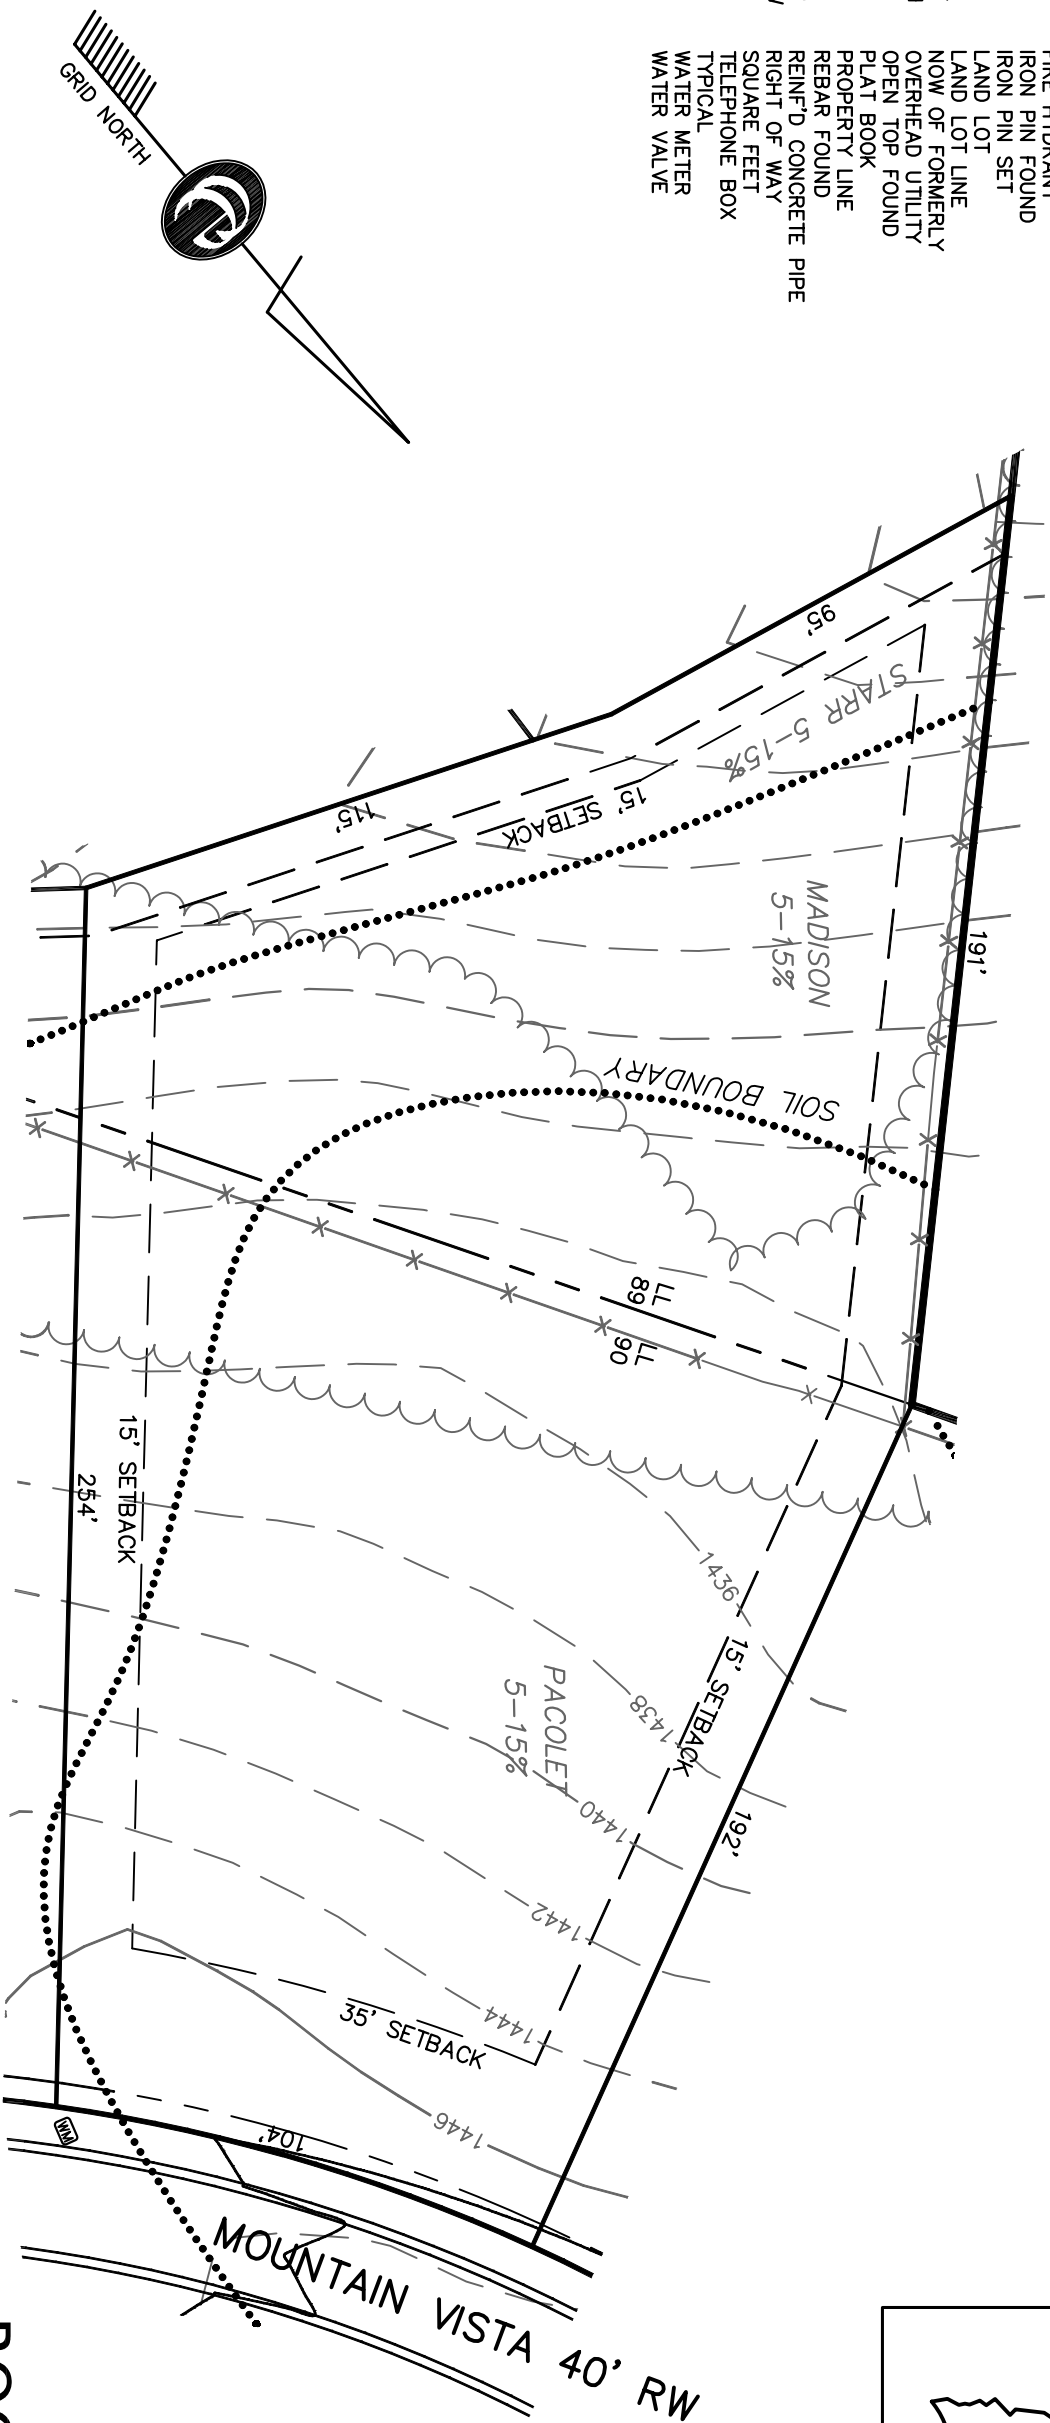 IRON PIN FOUND
IRON PIN SET
LAND LOT
LAND LOT LINE
NOW OF FORMERLY
OVERHEAD UTILITY
OPEN TOP FOUND
PLAT BOOK
PROPERTY LINE
REBAR FOUND
REINF'D CONCRETE PIPE
RIGHT OF WAY
SQUARE FEET
TELEPHONE BOX
TYPICAL
WATER METER
WATER VALVE
GRID NORTH
95'
STARR 5-15%
115'
15' SETBACK
MADISON
5-15%
191'
SOIL BOUNDARY
LL
89
LL
90
15' SETBACK
254'
1436
15' SETBACK
1438
PACOLET
5-15%
1440
192'
1442
1444
35' SETBACK
1446
104'
WM
MOUNTAIN VISTA 40' RW